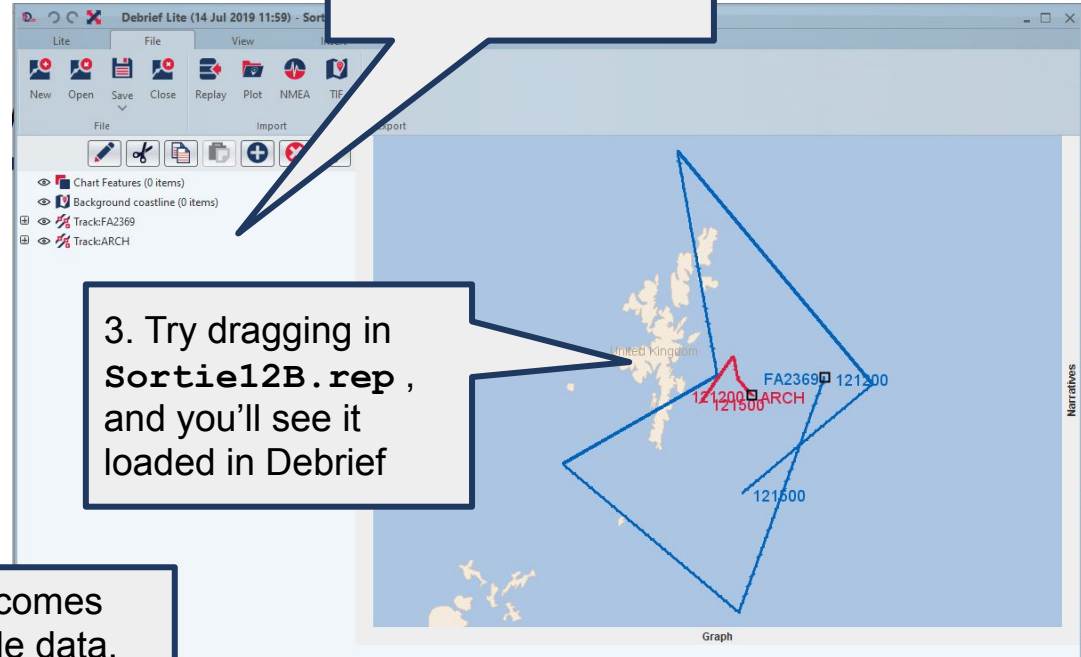 Debrief Lite (14 Jul 2019 11:59) - Sort
Lite File View
New Open Save Close Replay Plot NMEA TIF
File Import Export
Chart Features (0 items)
Background coastline (0 items)
Track:FA2369
Track:ARCH
3. Try dragging in
Sortie12B.rep ,
and you'll see it
loaded in Debrief
United Kingdom
FA2369 121200
121200 ARCH
121500
121500
Narratives
Graph
comes
le data.